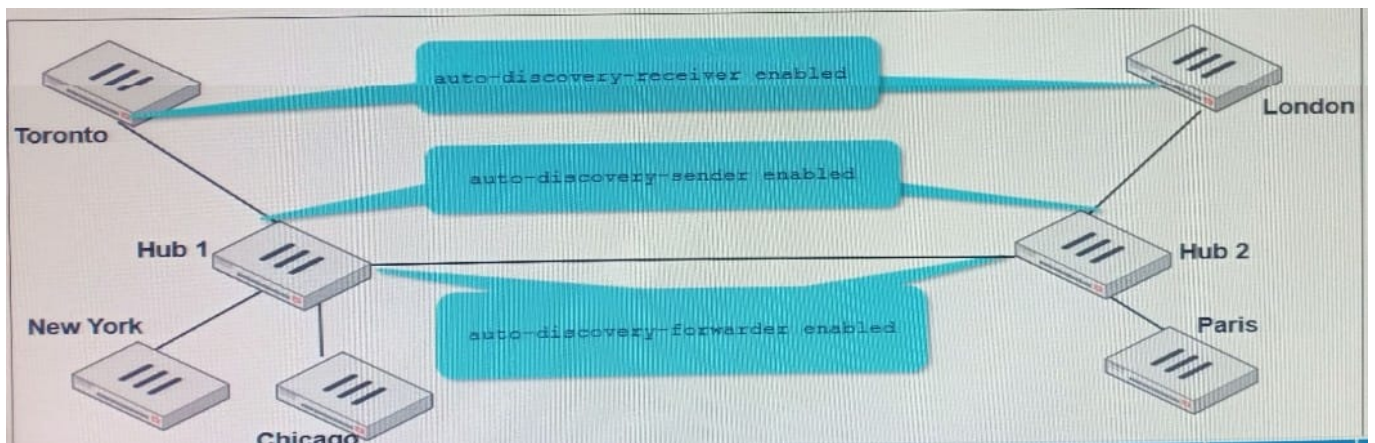 auto-discovery-receiver enabled
London
Toronto
auto-discovery-sender enabled
Hub 1
Hub 2
New York
auto-discovery-forwarder enabled
Paris
Chicago